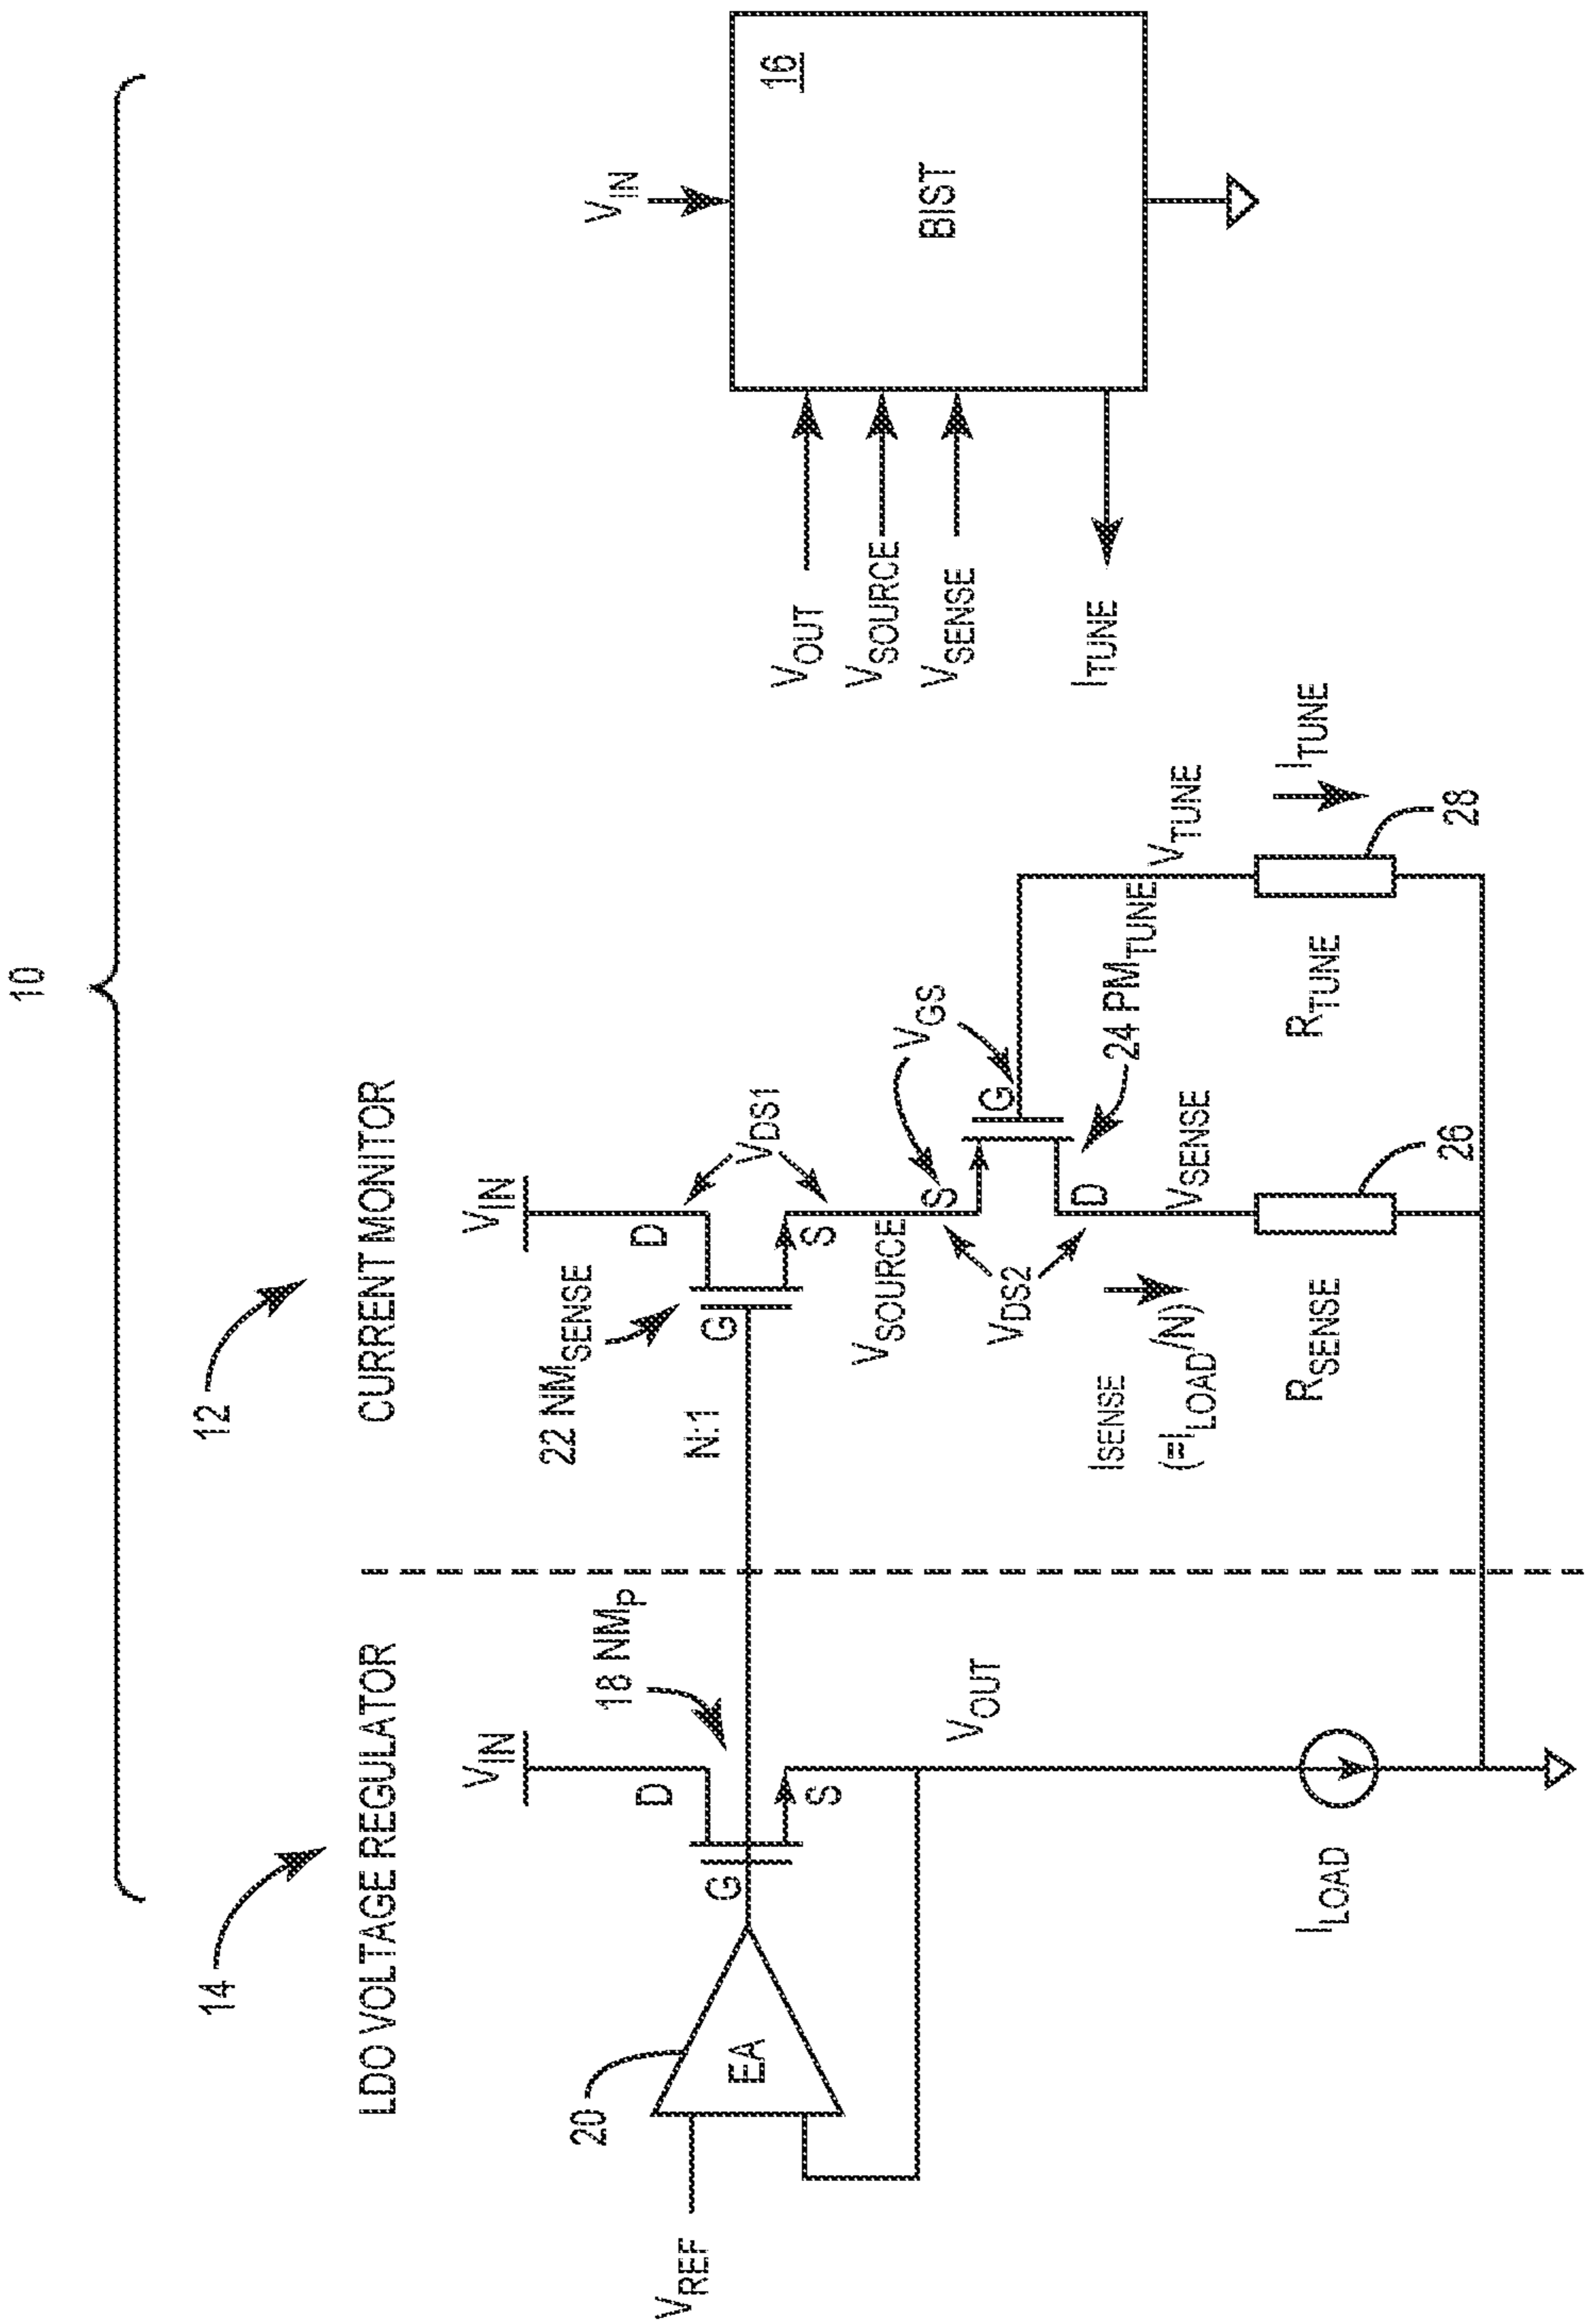 10
12
14
CURRENT MONITOR
LDO VOLTAGE REGULATOR
V_IN
V_IN
V_IN
20
EA
V_REF
G
D
S
18 NM_p
V_OUT
I_LOAD
22 NM_SENSE
N:1
G
D
S
V_DS1
V_SOURCE
V_GS
S
G
D
V_DS2
24 PM_TUNE
I_SENSE
(=I_LOAD/N)
V_SENSE
R_SENSE
26
V_TUNE
R_TUNE
I_TUNE
28
16
BIST
V_OUT
V_SOURCE
V_SENSE
I_TUNE